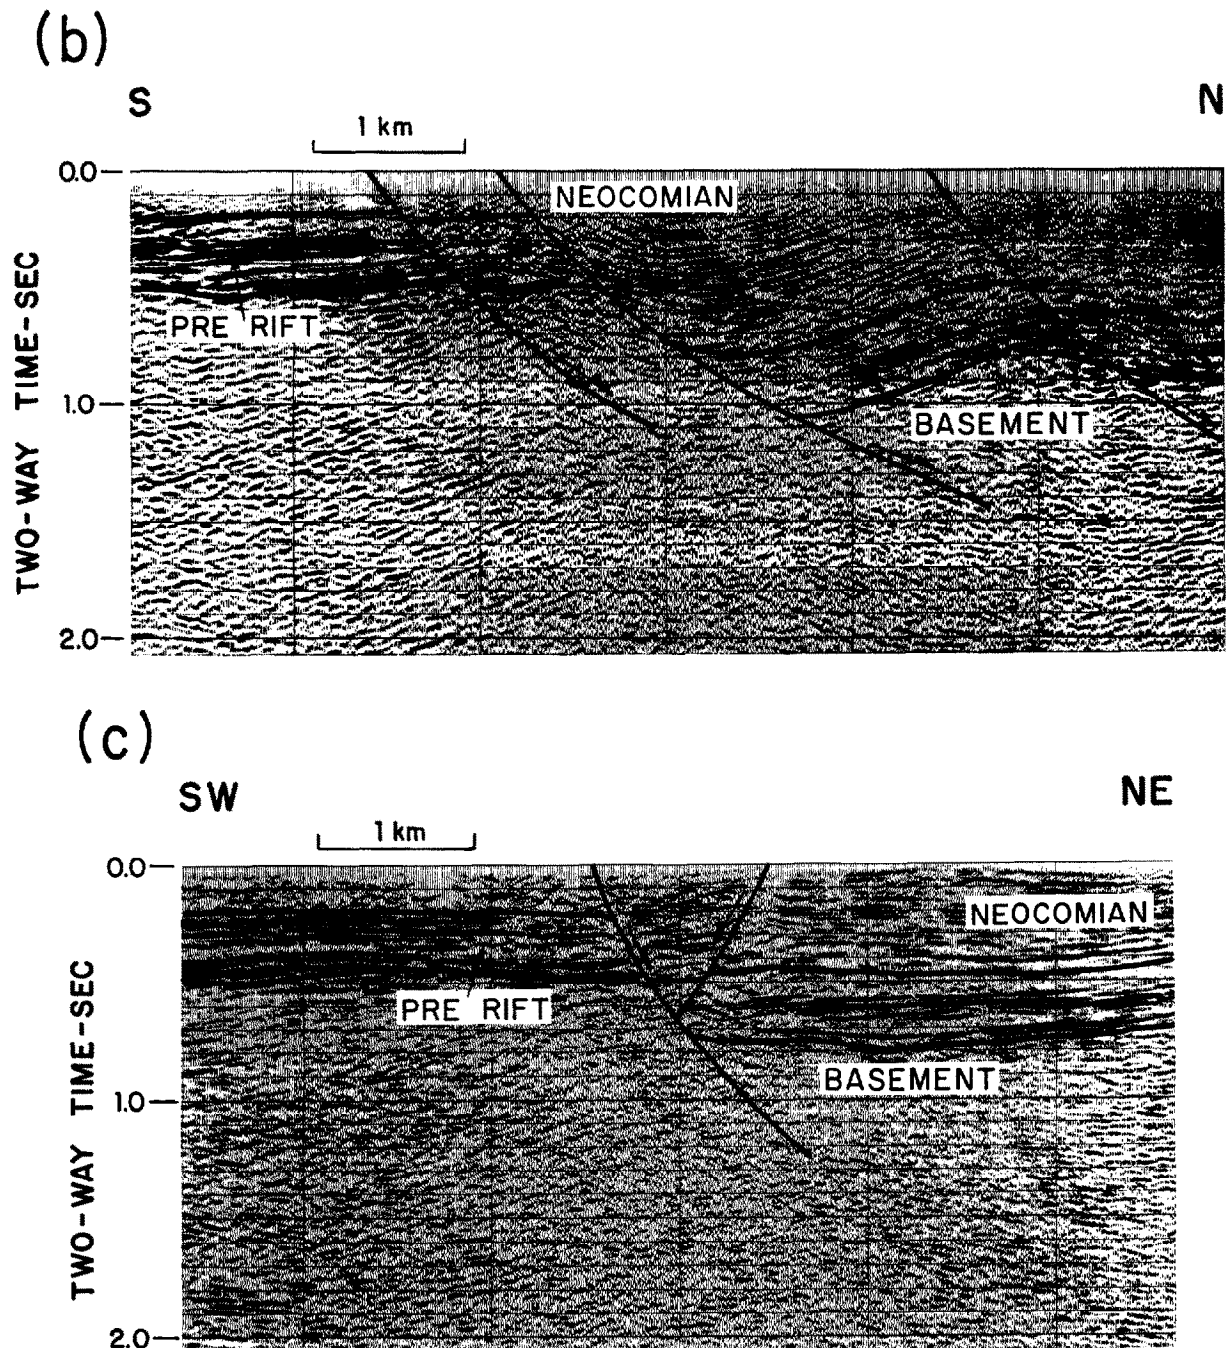 (b)
S N
1 km
0.0
NEOCOMIAN
PRE RIFT
1.0
BASEMENT
2.0
TWO-WAY TIME-SEC
(c)
SW NE
1 km
0.0
NEOCOMIAN
PRE RIFT
BASEMENT
1.0
2.0
TWO-WAY TIME-SEC